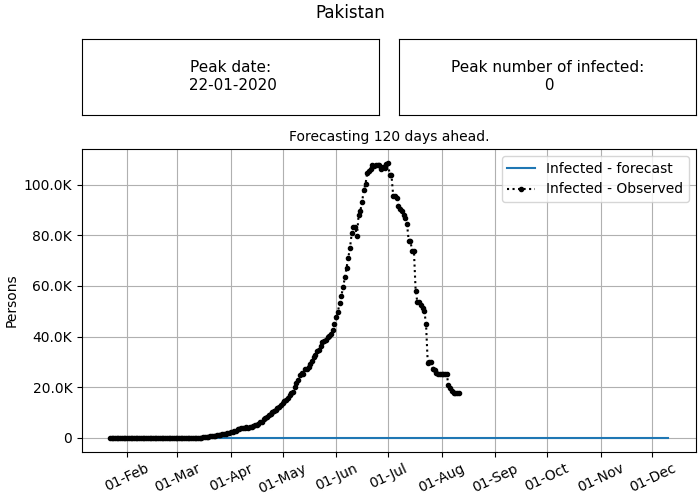 Pakistan
Peak date:
22-01-2020
Peak number of infected:
0
Forecasting 120 days ahead.
Infected - forecast
Infected - Observed
Persons
100.0K
80.0K
60.0K
40.0K
20.0K
0
01-Feb
01-Mar
01-Apr
01-May
01-Jun
01-Jul
01-Aug
01-Sep
01-Oct
01-Nov
01-Dec